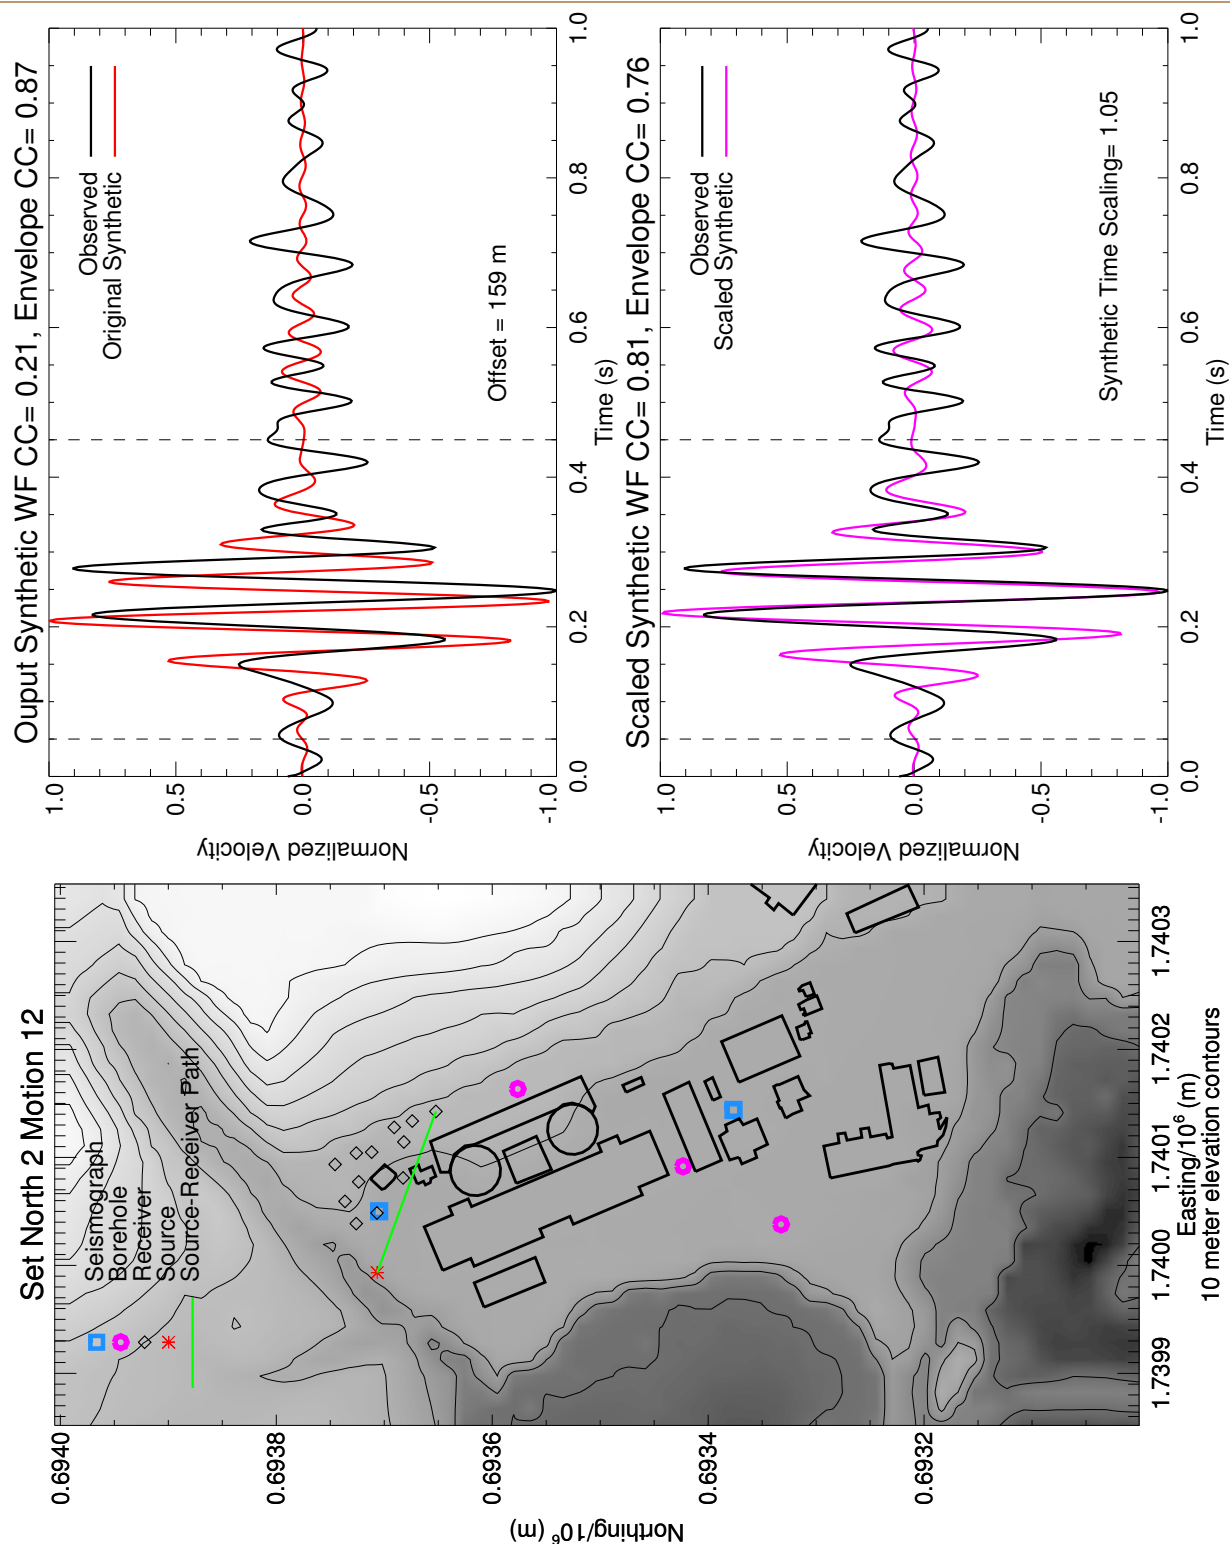 Set North 2 Motion 12
Seismograph
Borehole
Receiver
Source
Source-Receiver Path
0.6940
0.6938
0.6936
0.6934
0.6932
Northing/10⁶ (m)
1.7399
1.7400
1.7401
1.7402
1.7403
Easting/10⁶ (m)
10 meter elevation contours
Ouput Synthetic WF CC= 0.21, Envelope CC= 0.87
Observed
Original Synthetic
Offset = 159 m
1.0
0.5
0.0
-0.5
-1.0
Normalized Velocity
0.0
0.2
0.4
0.6
0.8
1.0
Time (s)
Scaled Synthetic WF CC= 0.81, Envelope CC= 0.76
Observed
Scaled Synthetic
Synthetic Time Scaling= 1.05
1.0
0.5
0.0
-0.5
-1.0
Normalized Velocity
0.0
0.2
0.4
0.6
0.8
1.0
Time (s)